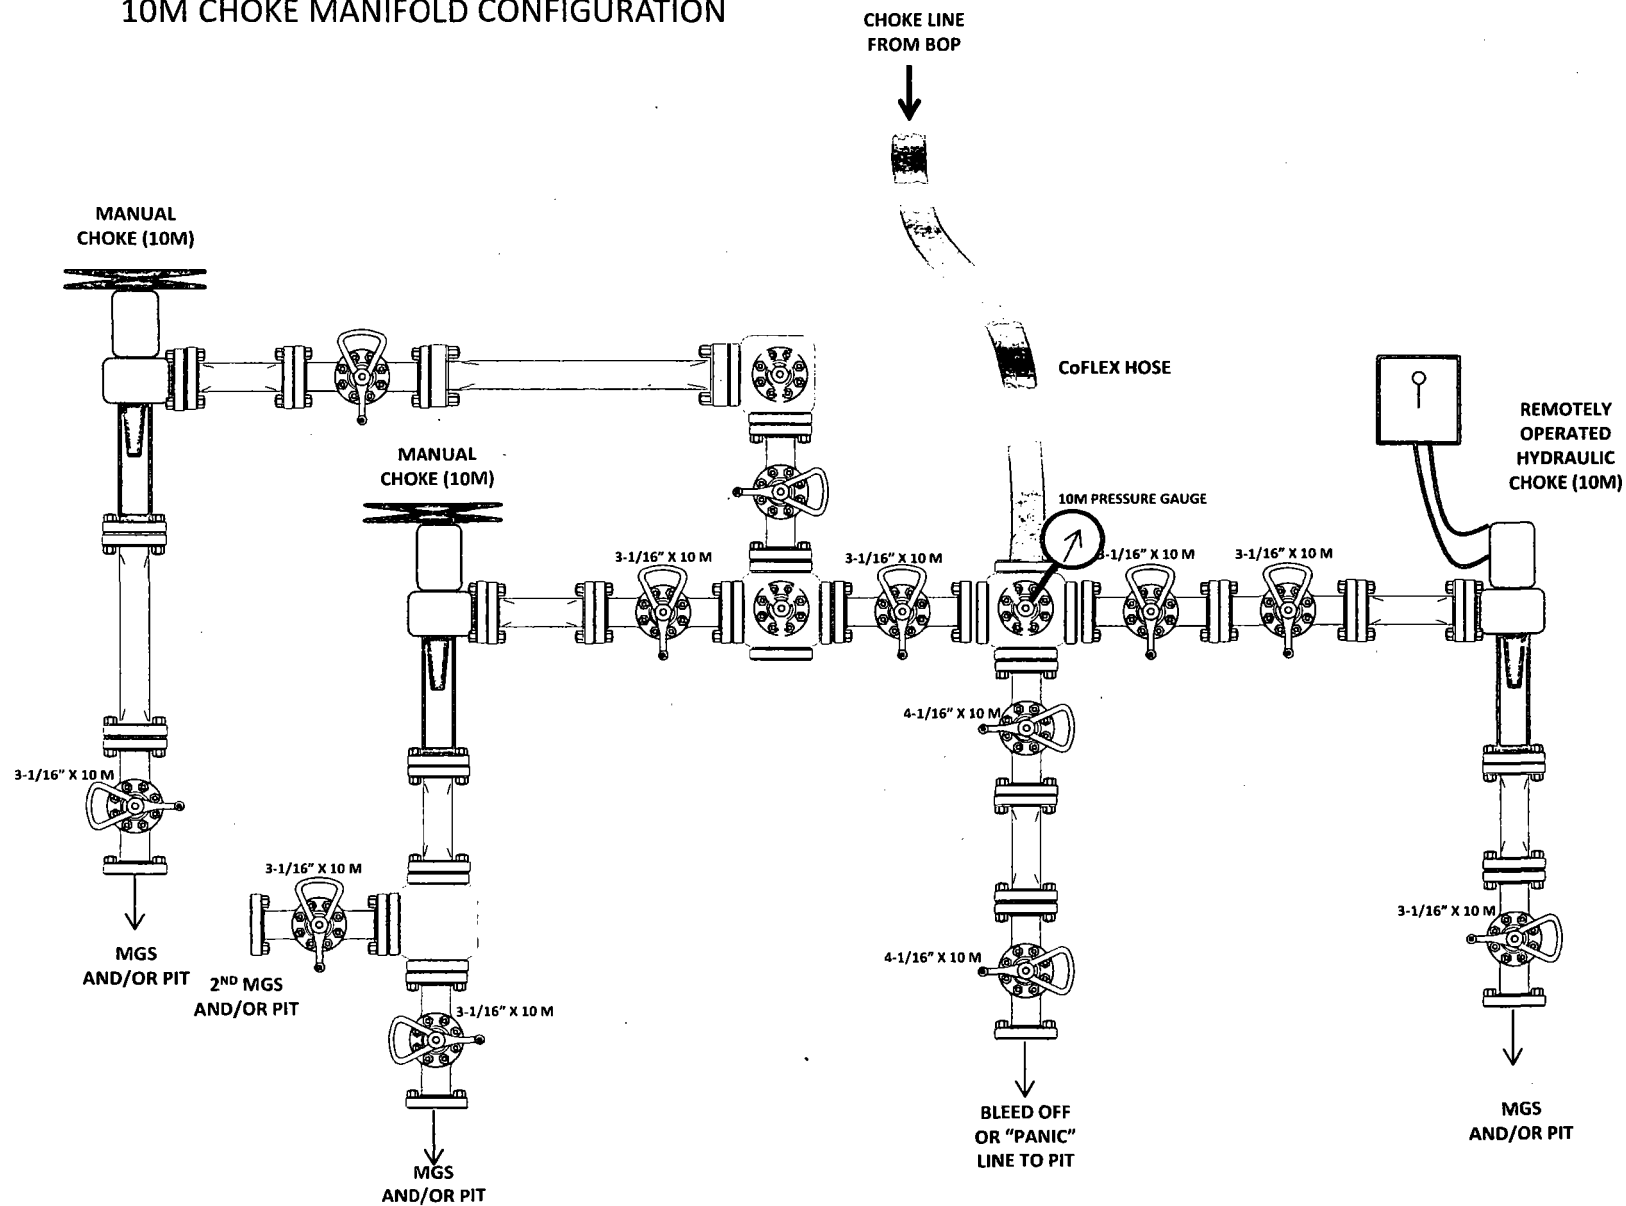 10M CHOKE MANIFOLD CONFIGURATION
CHOKE LINE
FROM BOP
MANUAL
CHOKE (10M)
CoFLEX HOSE
REMOTELY
OPERATED
HYDRAULIC
CHOKE (10M)
MANUAL
CHOKE (10M)
10M PRESSURE GAUGE
3-1/16" X 10 M
3-1/16" X 10 M
3-1/16" X 10 M
3-1/16" X 10 M
4-1/16" X 10 M
3-1/16" X 10 M
3-1/16" X 10 M
3-1/16" X 10 M
4-1/16" X 10 M
MGS
AND/OR PIT
2ND MGS
AND/OR PIT
3-1/16" X 10 M
BLEED OFF
OR "PANIC"
LINE TO PIT
MGS
AND/OR PIT
MGS
AND/OR PIT